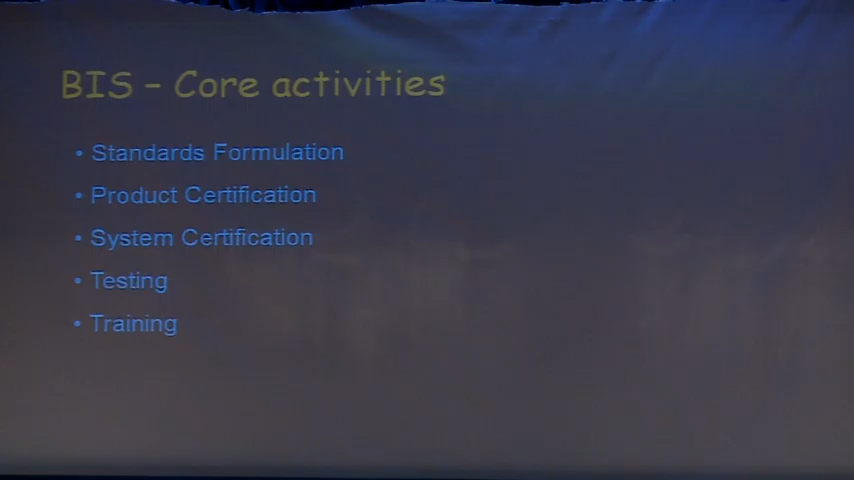 BIS – Core activities
• Standards Formulation
• Product Certification
• System Certification
• Testing
• Training